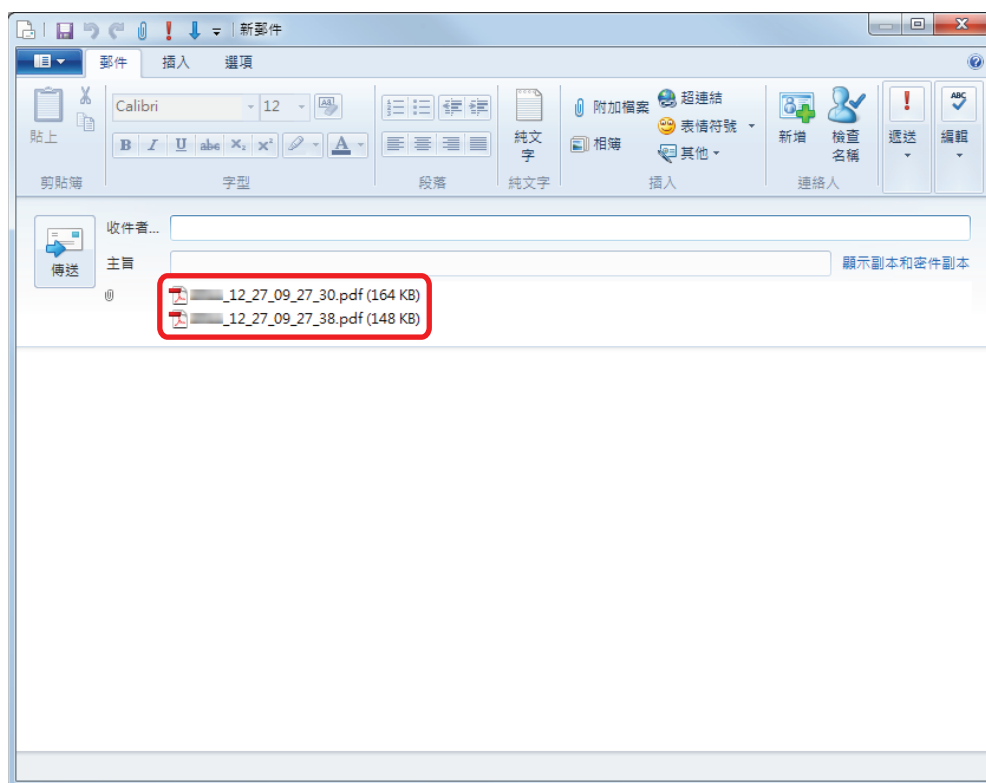 新郵件
郵件 插入 選項
貼上
剪貼簿
Calibri 12
B I U abc X₂ X² A
字型
段落
純文字
純文字
附加檔案
相簿
超連結
表情符號
其他
插入
新增
檢查名稱
連絡人
遞送
ABC
編輯
傳送
收件者...
主旨
顯示副本和密件副本
_12_27_09_27_30.pdf (164 KB)
_12_27_09_27_38.pdf (148 KB)